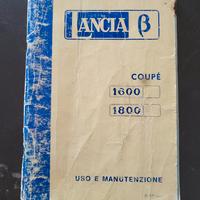 LANCIA β
COUPÉ
1600
1800
USO E MANUTENZIONE